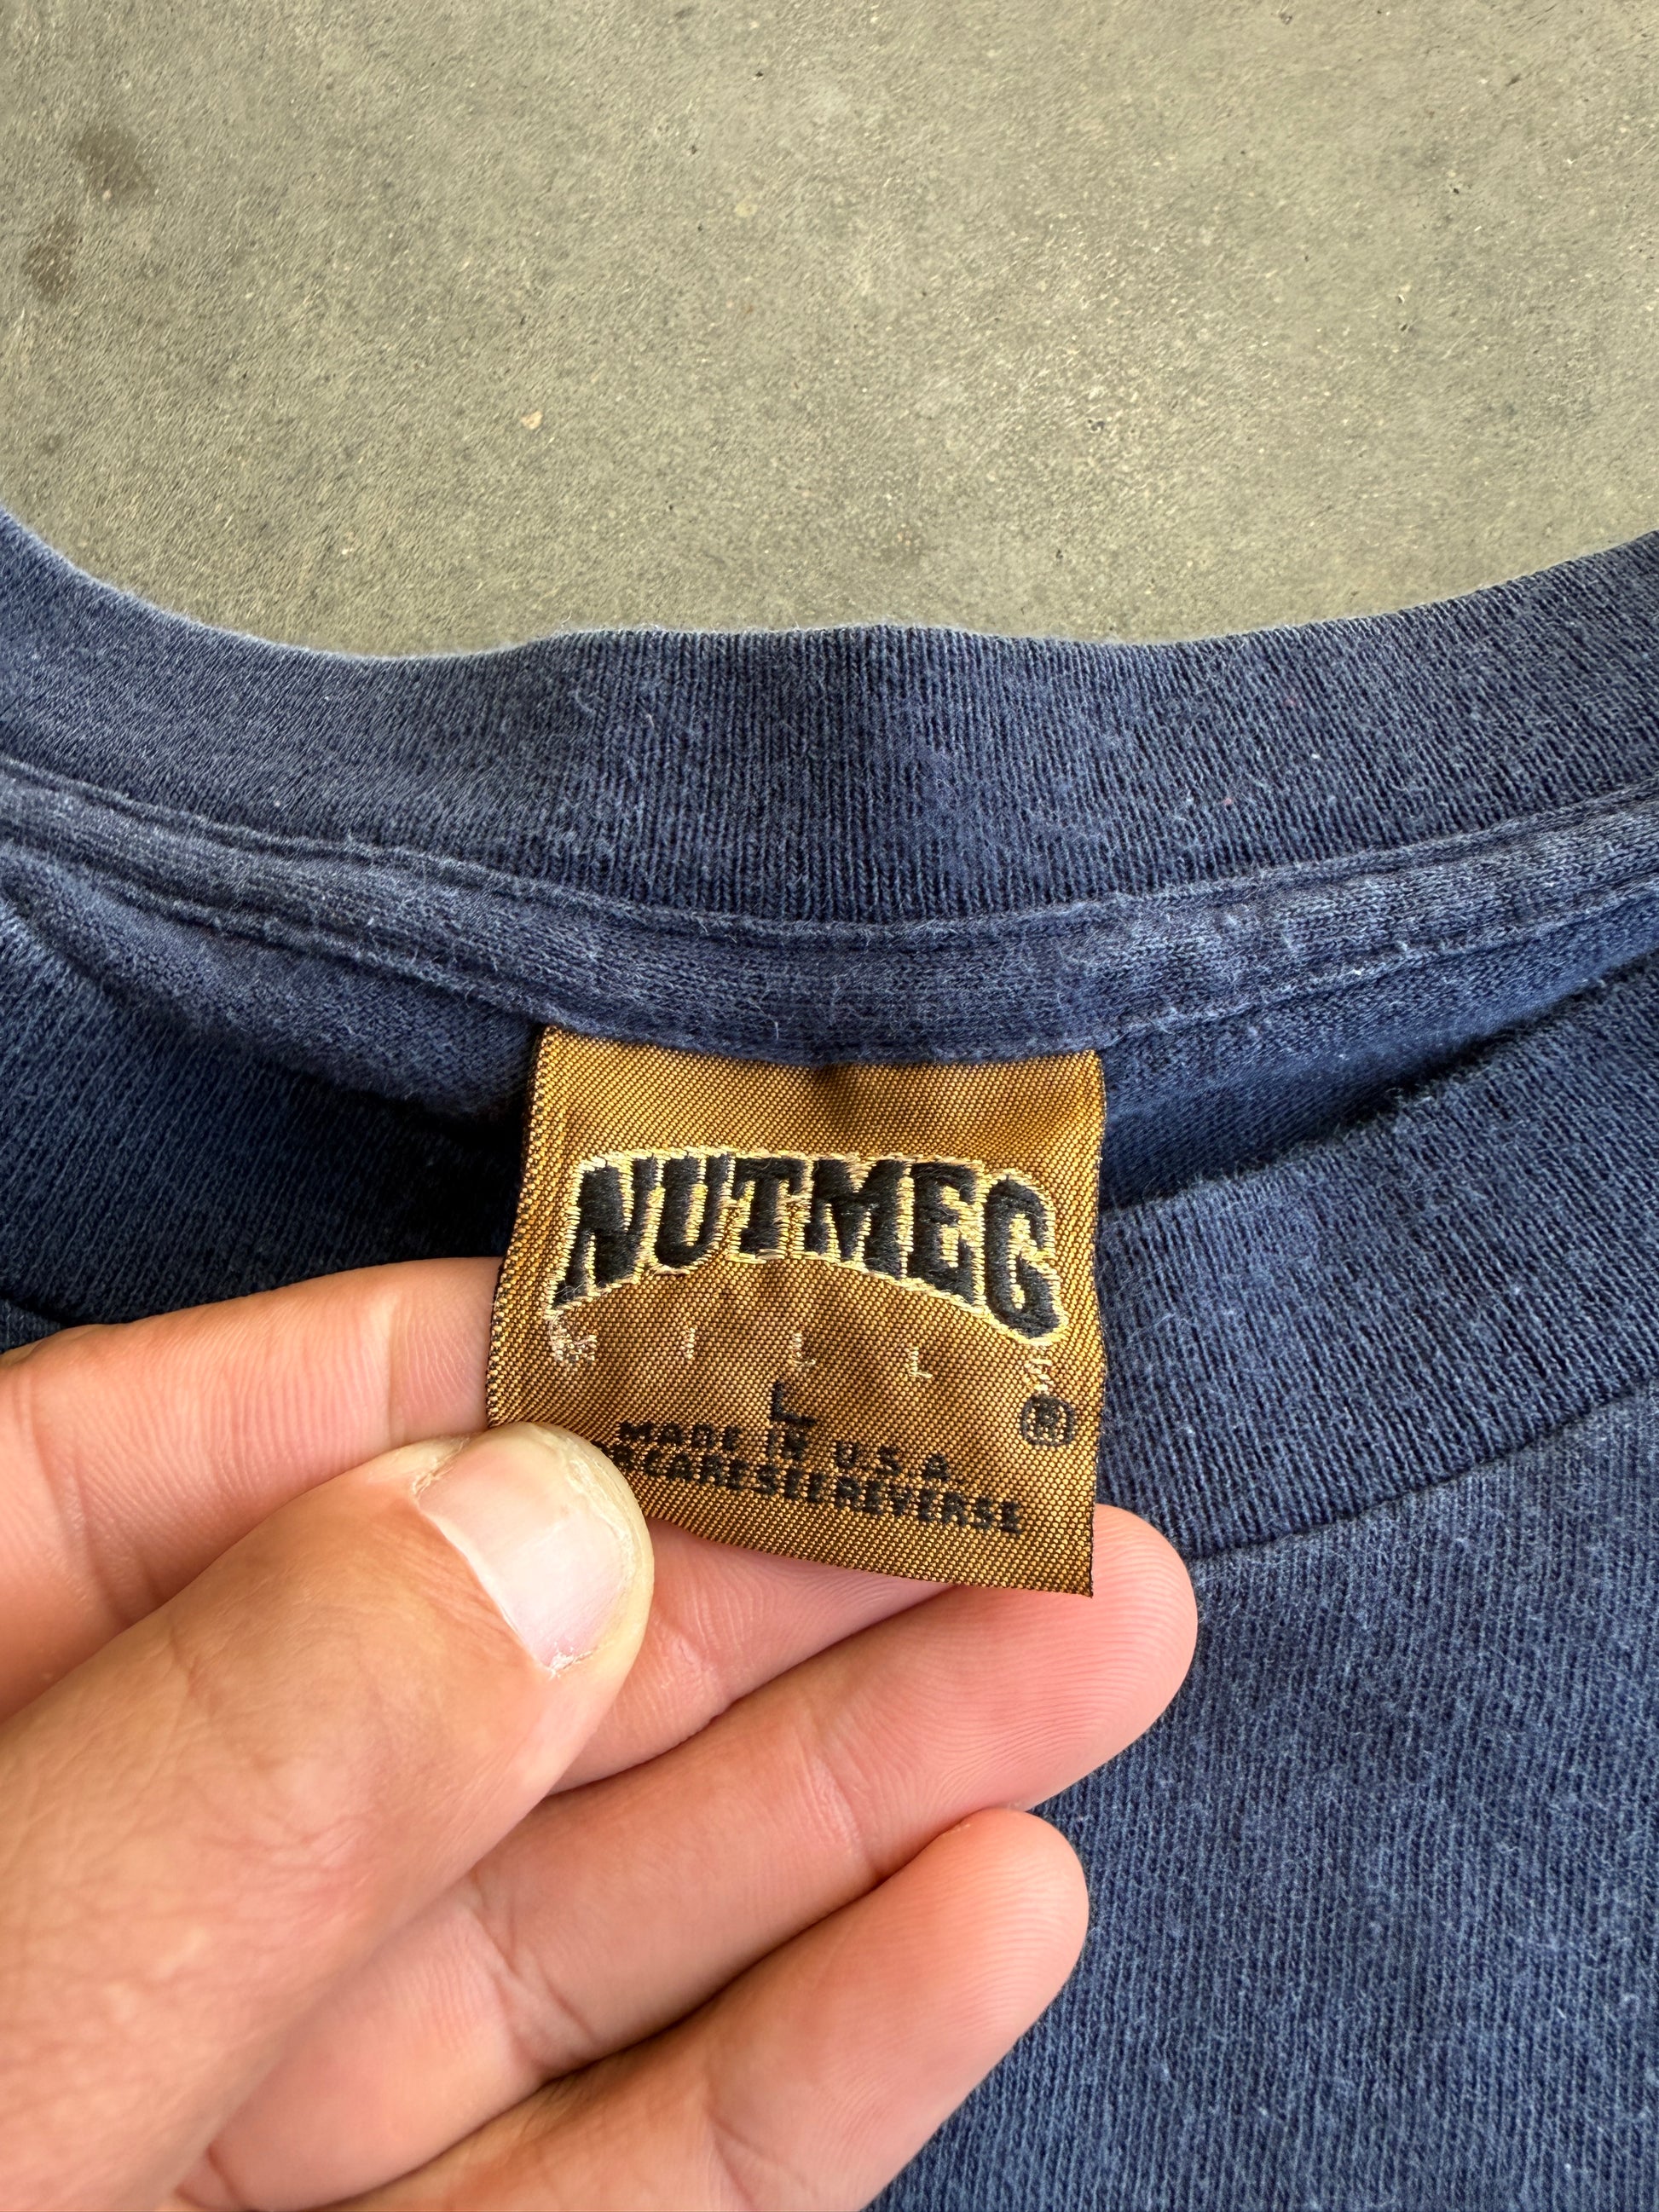 NUTMEG
MILLS
L
®
MADE IN U.S.A.
CARE SEE REVERSE